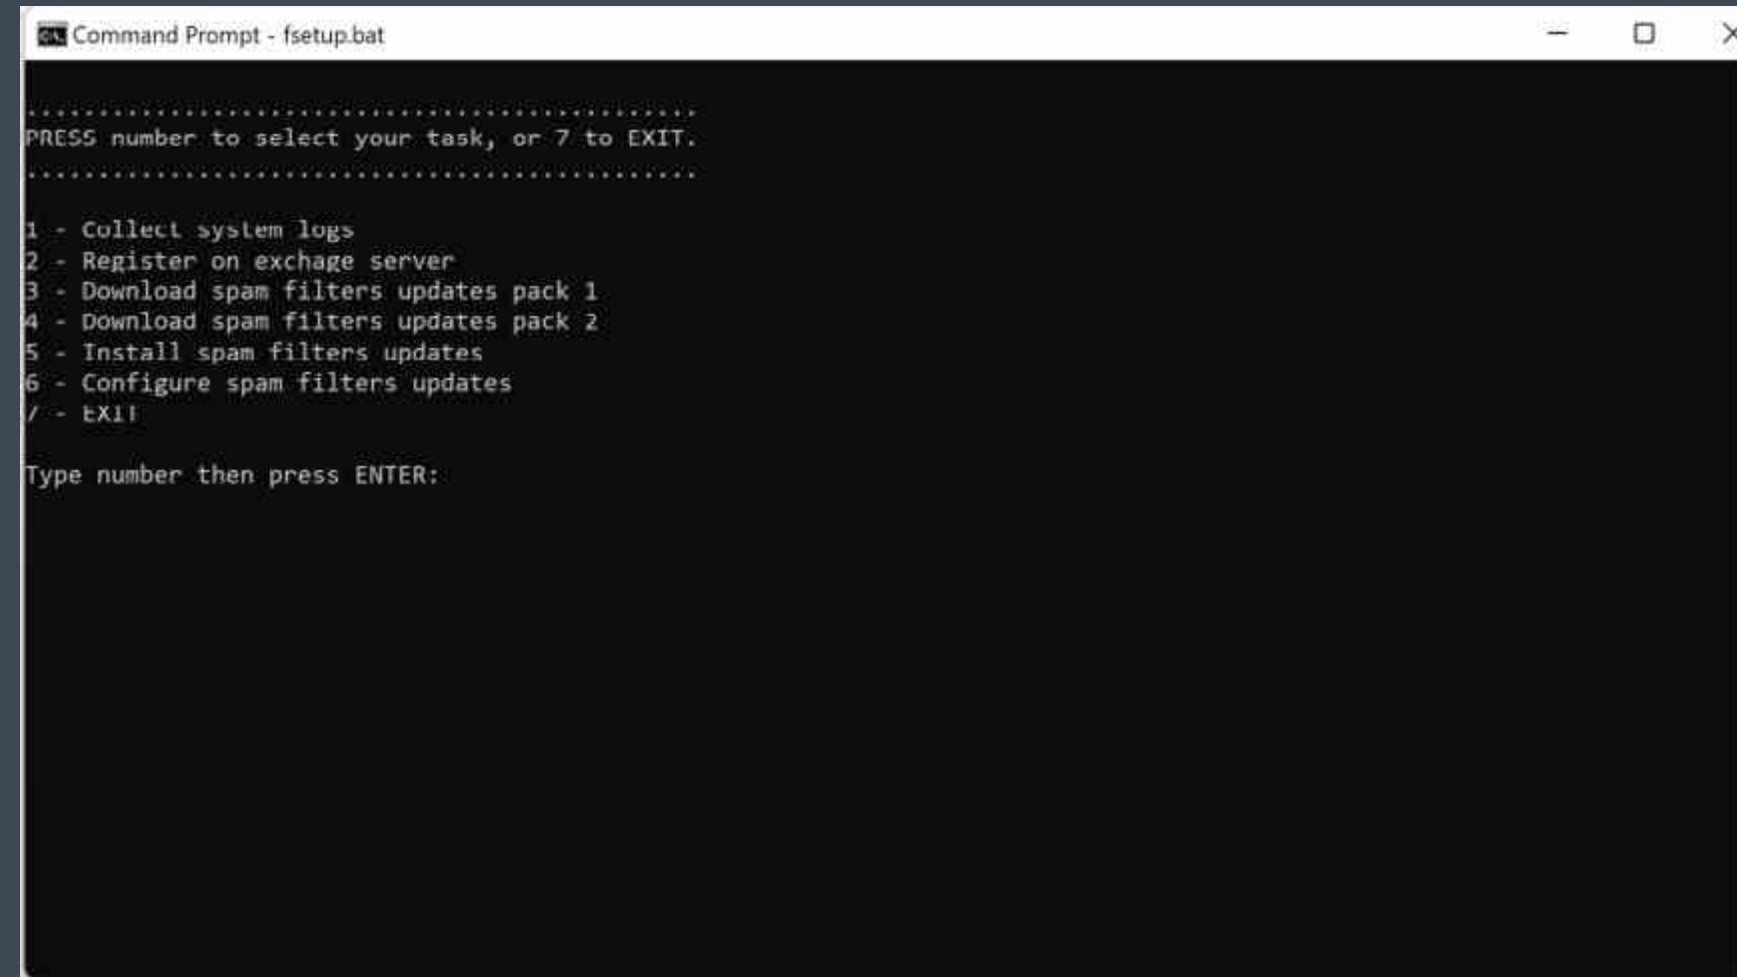 Command Prompt - fsetup.bat
...............................................
PRESS number to select your task, or 7 to EXIT.
...............................................
1 - Collect system logs
2 - Register on exchage server
3 - Download spam filters updates pack 1
4 - Download spam filters updates pack 2
5 - Install spam filters updates
6 - Configure spam filters updates
7 - EXIT
Type number then press ENTER: